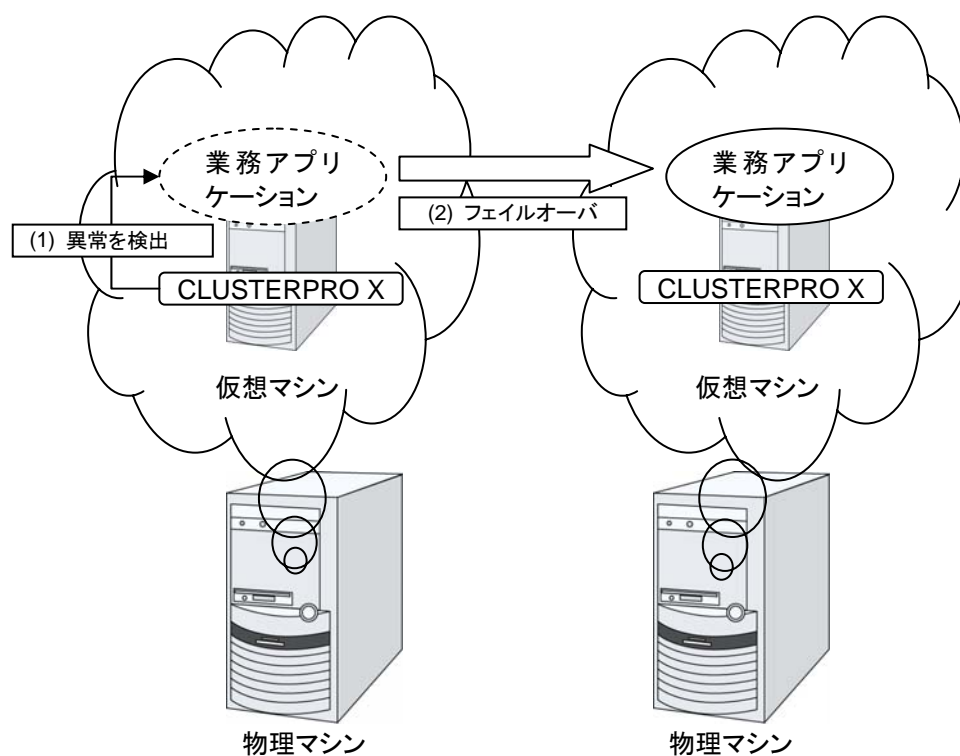 業務アプリ
ケーション
業務アプリ
ケーション
(1) 異常を検出
(2) フェイルオーバ
CLUSTERPRO X
CLUSTERPRO X
仮想マシン
仮想マシン
物理マシン
物理マシン